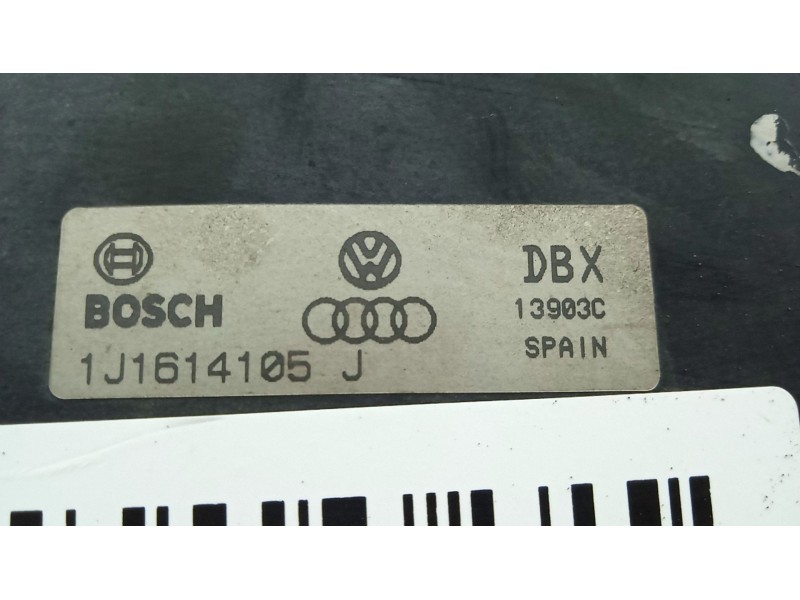 BOSCH
1J1614105 J
DBX
13903C
SPAIN